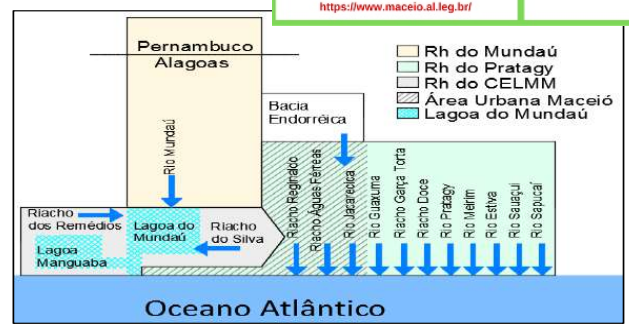 https://www.maceio.al.leg.br/
Pernambuco
Alagoas
Rh do Mundaú
Rh do Pratagy
Rh do CELMM
Área Urbana Maceió
Lagoa do Mundaú
Bacia
Endorréica
Rio Mundaú
Riacho
dos Remédios
Lagoa do
Mundaú
Riacho
do Silva
Lagoa
Manguaba
Riacho Reginaldo
Riacho Águas Férreas
Rio Jacarecica
Rio Guaxuma
Riacho Garça Torta
Riacho Doce
Rio Pratagy
Rio Meirim
Rio Estiva
Rio Sauaçuí
Rio Sapucaí
Oceano Atlântico